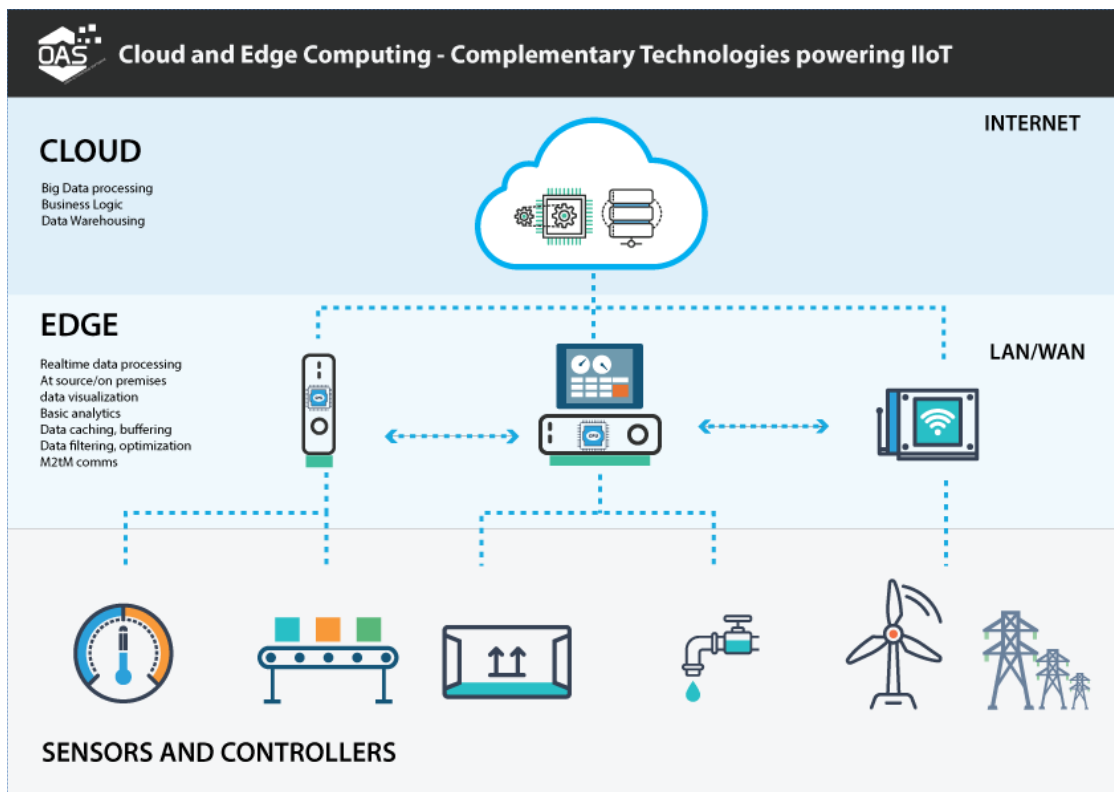 OAS
Cloud and Edge Computing - Complementary Technologies powering IIoT
INTERNET
CLOUD
Big Data processing
Business Logic
Data Warehousing
EDGE
LAN/WAN
Realtime data processing
At source/on premises
data visualization
Basic analytics
Data caching, buffering
Data filtering, optimization
M2tM comms
CPU
SENSORS AND CONTROLLERS